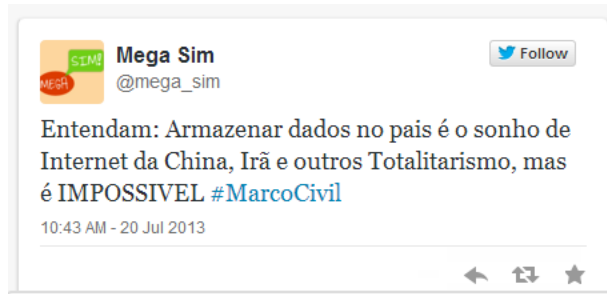 SIM!
MEGA
Mega Sim
Follow
@mega_sim
Entendam: Armazenar dados no pais é o sonho de
Internet da China, Irã e outros Totalitarismo, mas
é IMPOSSIVEL #MarcoCivil
10:43 AM - 20 Jul 2013